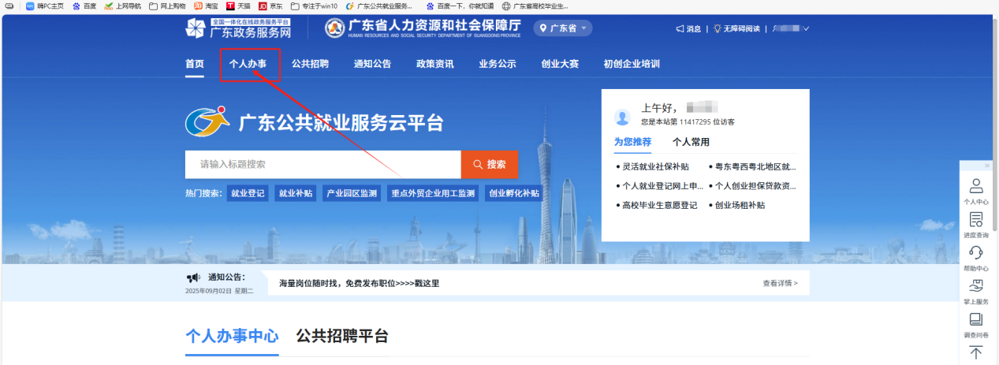 嗨PC主页 百度 上网导航 网上购物 淘宝 天猫 京东 专注于win10 广东公共就业服务... 百度一下，你就知道 广东省高校毕业生...
全国一体化在线政务服务平台
广东政务服务网
广东省人力资源和社会保障厅
HUMAN RESOURCES AND SOCIAL SECURITY DEPARTMENT OF GUANGDONG PROVINCE
广东省
消息 | 无障碍阅读 |
首页 个人办事 公共招聘 通知公告 政策资讯 业务公示 创业大赛 初创企业培训
广东公共就业服务云平台
请输入标题搜索
搜索
热门搜索： 就业登记 就业补贴 产业园区监测 重点外贸企业用工监测 创业孵化补贴
上午好，
您是本站第 11417295 位访客
为您推荐 个人常用
• 灵活就业社保补贴 • 粤东粤西粤北地区就...
• 个人就业登记网上申... • 个人创业担保贷款资...
• 高校毕业生意愿登记 • 创业场租补贴
»
个人中心
进度查询
帮助中心
掌上服务
调查问卷
通知公告：
2025年09月02日 星期二
海量岗位随时找，免费发布职位>>>>戳这里
查看详情 >
个人办事中心 公共招聘平台